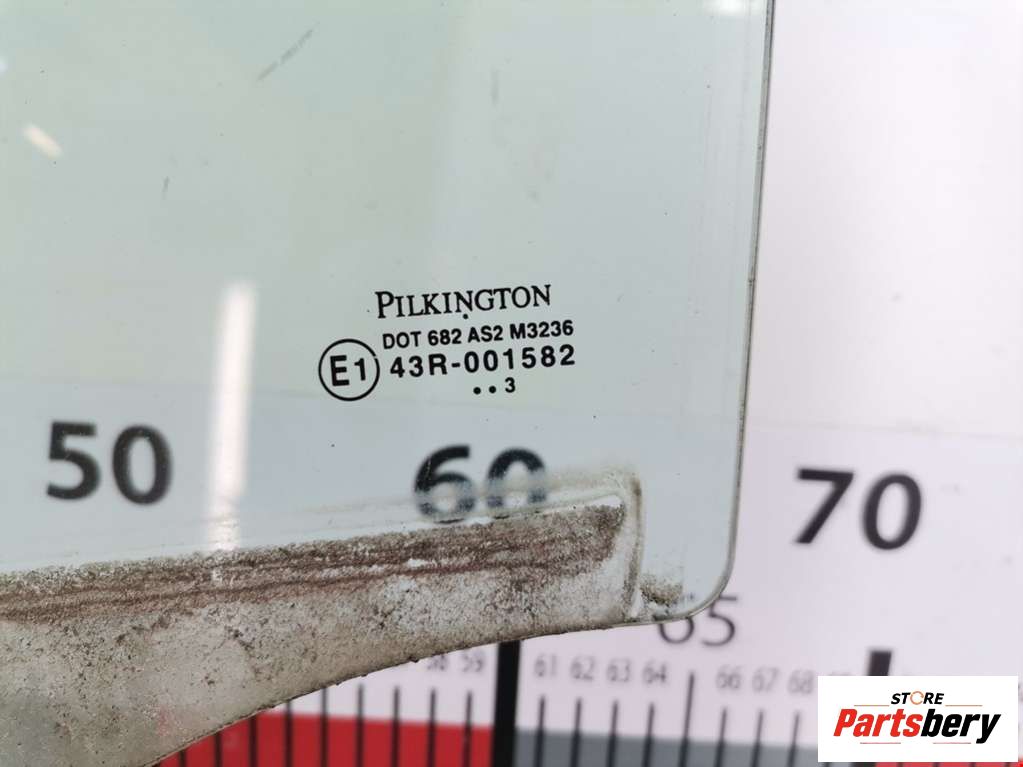 PILKINGTON
DOT 682 AS2 M3236
E1 43R-001582
..3
50 60 70
65
58 59 61 62 63 64 66 67 68
STORE
Partsbery